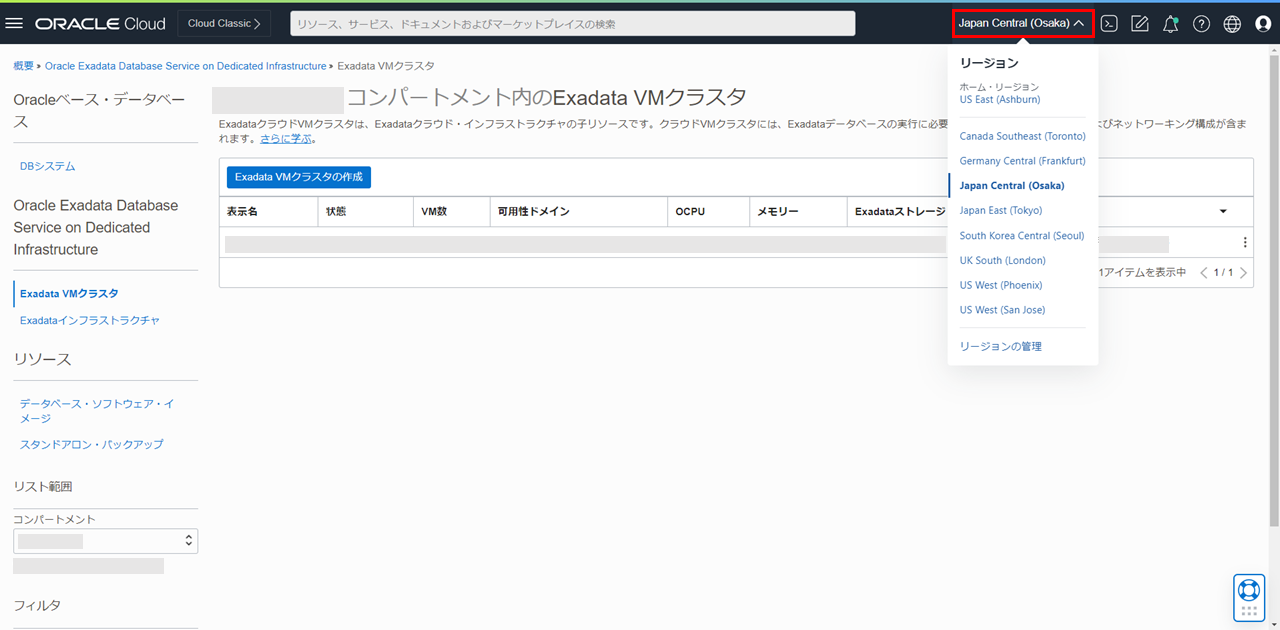 ORACLE Cloud
Cloud Classic
リソース、サービス、ドキュメントおよびマーケットプレイスの検索
Japan Central (Osaka)
概要 » Oracle Exadata Database Service on Dedicated Infrastructure » Exadata VMクラスタ
Oracleベース・データベー
ス
DBシステム
Oracle Exadata Database
Service on Dedicated
Infrastructure
Exadata VMクラスタ
Exadataインフラストラクチャ
リソース
データベース・ソフトウェア・イ
メージ
スタンドアロン・バックアップ
リスト範囲
コンパートメント
フィルタ
コンパートメント内のExadata VMクラスタ
ExadataクラウドVMクラスタは、Exadataクラウド・インフラストラクチャの子リソースです。クラウドVMクラスタには、Exadataデータベースの実行に必要
よびネットワーキング構成が含ま
れます。さらに学ぶ。
Exadata VMクラスタの作成
表示名
状態
VM数
可用性ドメイン
OCPU
メモリー
Exadataストレージ
1アイテムを表示中
1 / 1
リージョン
ホーム・リージョン
US East (Ashburn)
Canada Southeast (Toronto)
Germany Central (Frankfurt)
Japan Central (Osaka)
Japan East (Tokyo)
South Korea Central (Seoul)
UK South (London)
US West (Phoenix)
US West (San Jose)
リージョンの管理